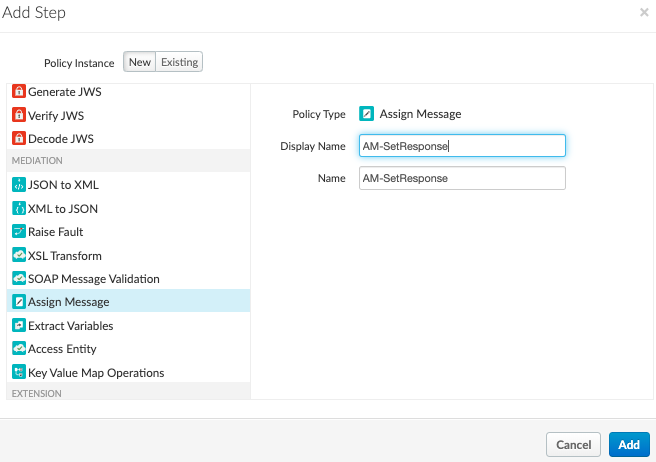 Add Step
×
Policy Instance New Existing
Generate JWS
Verify JWS
Decode JWS
MEDIATION
JSON to XML
XML to JSON
Raise Fault
XSL Transform
SOAP Message Validation
Assign Message
Extract Variables
Access Entity
Key Value Map Operations
EXTENSION
Policy Type Assign Message
Display Name AM-SetResponse
Name AM-SetResponse
Cancel Add